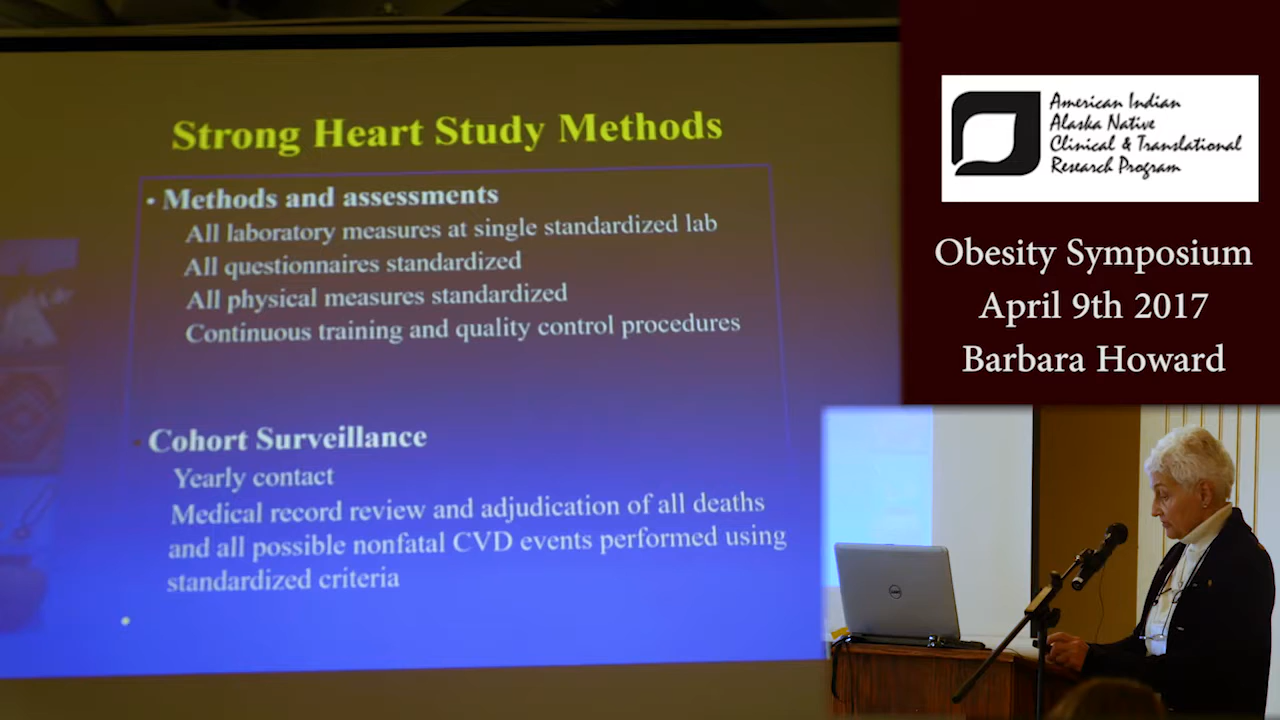 Strong Heart Study Methods
• Methods and assessments
All laboratory measures at single standardized lab
All questionnaires standardized
All physical measures standardized
Continuous training and quality control procedures
• Cohort Surveillance
Yearly contact
Medical record review and adjudication of all deaths
and all possible nonfatal CVD events performed using
standardized criteria
American Indian
Alaska Native
Clinical & Translational
Research Program
Obesity Symposium
April 9th 2017
Barbara Howard
DELL